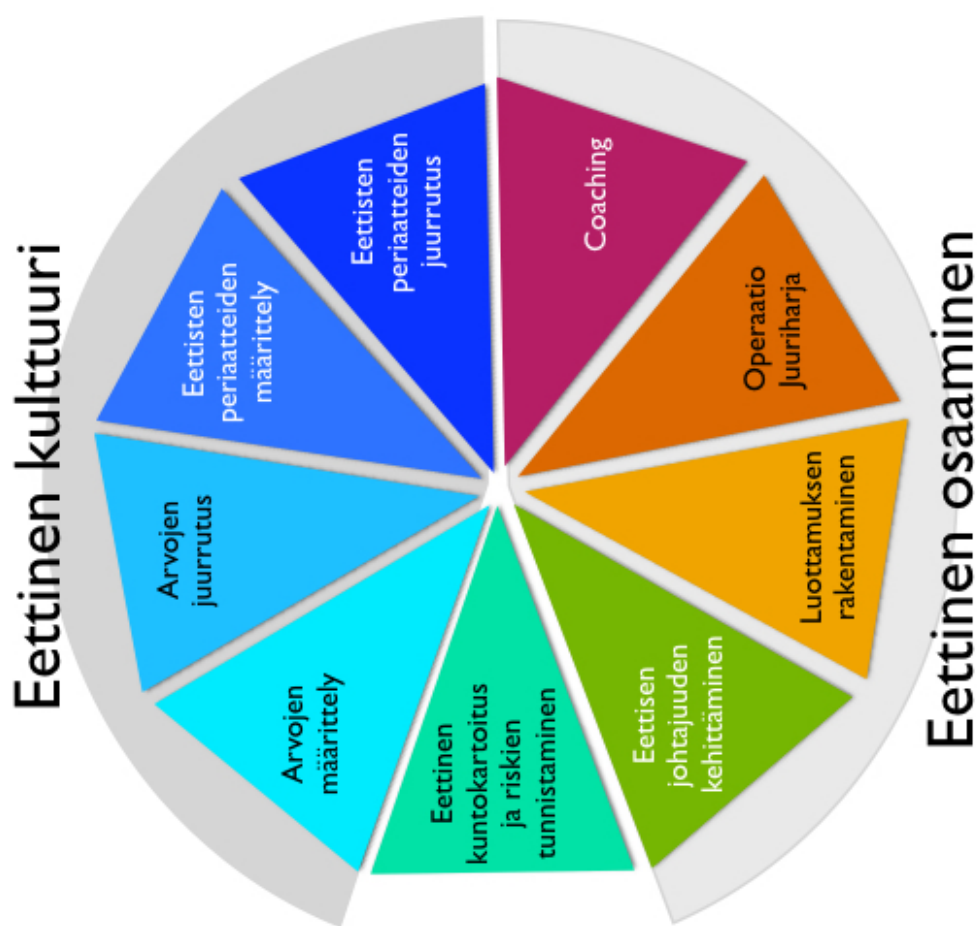 Eettinen kulttuuri
Eettisten
periaatteiden
juurrutus
Eettisten
periaatteiden
määrittely
Arvojen
juurrutus
Arvojen
määrittely
Eettinen
kuntokartoitus
ja riskien
tunnistaminen
Eettisen
johtajuuden
kehittäminen
Luottamuksen
rakentaminen
Operaatio
Juuriharja
Coaching
Eettinen osaaminen